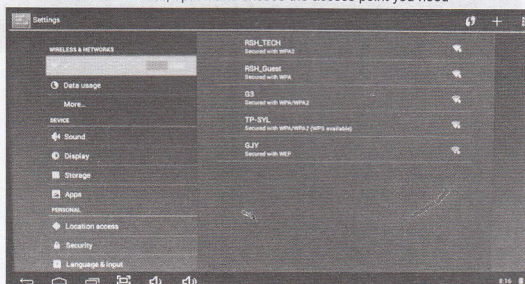 Settings
WIRELESS & NETWORKS
Data usage
More...
DEVICE
Sound
Display
Storage
Apps
PERSONAL
Location access
Security
Language & input
RSH_TECH
Secured with WPA2
RSH_Guest
Secured with WPA
G3
Secured with WPA/WPA2
TP-SYL
Secured with WPA/WPA2 (WPS available)
GJY
Secured with WEP
8:16